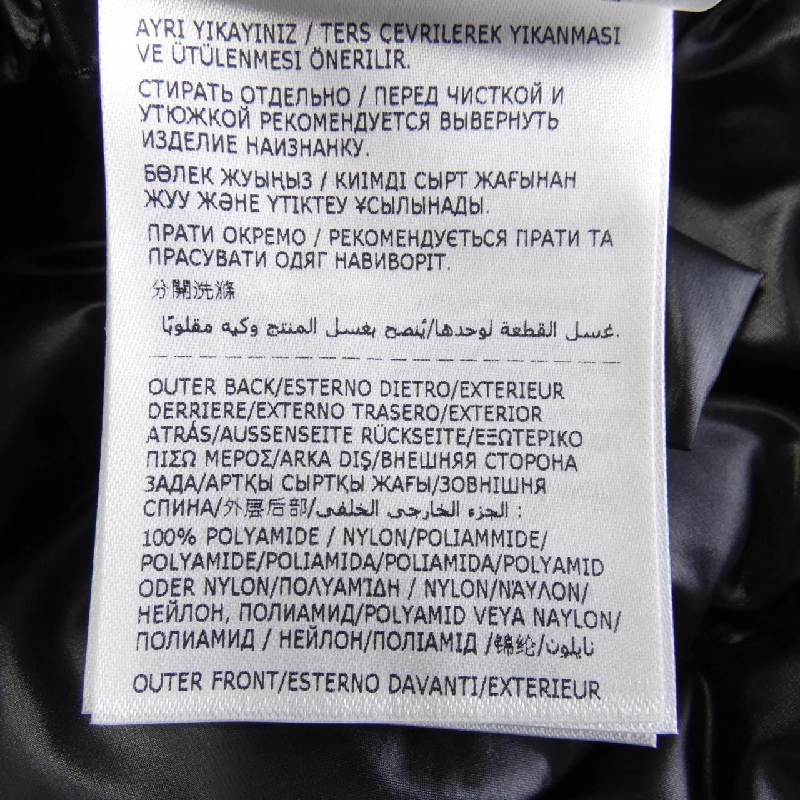 AYRI YIKAYINIZ / TERS ÇEVRILEREK YIKANMASI
VE ÜTÜLENMESI ÖNERILIR.
СТИРАТЬ ОТДЕЛЬНО / ПЕРЕД ЧИСТКОЙ И
УТЮЖКОЙ РЕКОМЕНДУЕТСЯ ВЫВЕРНУТЬ
ИЗДЕЛИЕ НАИЗНАНКУ.
БӨЛЕК ЖУЫҢЫЗ / КИІМДІ СЫРТ ЖАҒЫНАН
ЖУУ ЖӘНЕ ҮТІКТЕУ ҰСЫЛЫНАДЫ.
ПРАТИ ОКРЕМО / РЕКОМЕНДУЄТЬСЯ ПРАТИ ТА
ПРАСУВАТИ ОДЯГ НАВИВОРІТ.
分開洗滌
غسل القطعة لوحدها/يُنصح بغسل المنتج وكيه مقلوبًا.
OUTER BACK/ESTERNO DIETRO/EXTERIEUR
DERRIERE/EXTERNO TRASERO/EXTERIOR
ATRÁS/AUSSENSEITE RÜCKSEITE/ΕΞΩΤΕΡΙΚΟ
ΠΙΣΩ ΜΕΡΟΣ/ARKA DIŞ/ВНЕШНЯЯ СТОРОНА
ЗАДА/АРТҚЫ СЫРТҚЫ ЖАҒЫ/ЗОВНІШНЯ
СПИНА/外层后部/الجزء الخارجي الخلفي :
100% POLYAMIDE / NYLON/POLIAMMIDE/
POLYAMIDE/POLIAMIDA/POLIAMIDA/POLYAMID
ODER NYLON/ΠΟΛΥΑΜΊΔΗ / NYLON/ΝΆΥΛΟΝ/
НЕЙЛОН, ПОЛИАМИД/POLYAMID VEYA NAYLON/
ПОЛИАМИД / НЕЙЛОН/ПОЛІАМІД /锦纶/نايلون
OUTER FRONT/ESTERNO DAVANTI/EXTERIEUR